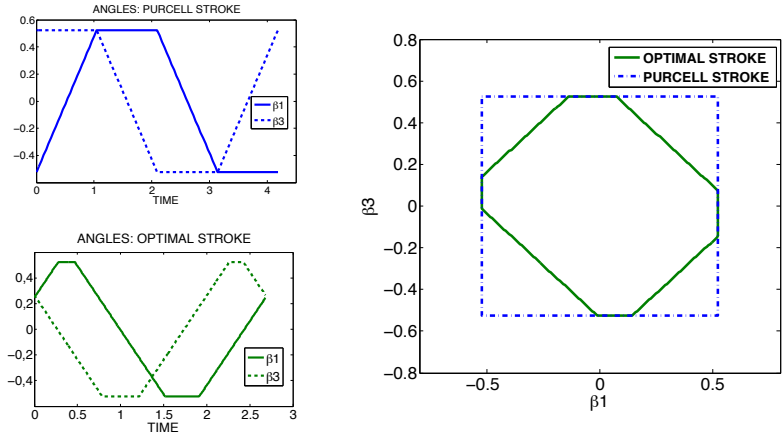 ANGLES: PURCELL STROKE
0.6
0.4
0.2
0
−0.2
−0.4
0 1 2 3 4
TIME
β1
β3
ANGLES: OPTIMAL STROKE
0.4
0.2
0
−0.2
−0.4
0 0.5 1 1.5 2 2.5 3
TIME
β1
β3
0.8
0.6
0.4
0.2
0
−0.2
−0.4
−0.6
−0.8
β3
−0.5 0 0.5
β1
OPTIMAL STROKE
PURCELL STROKE